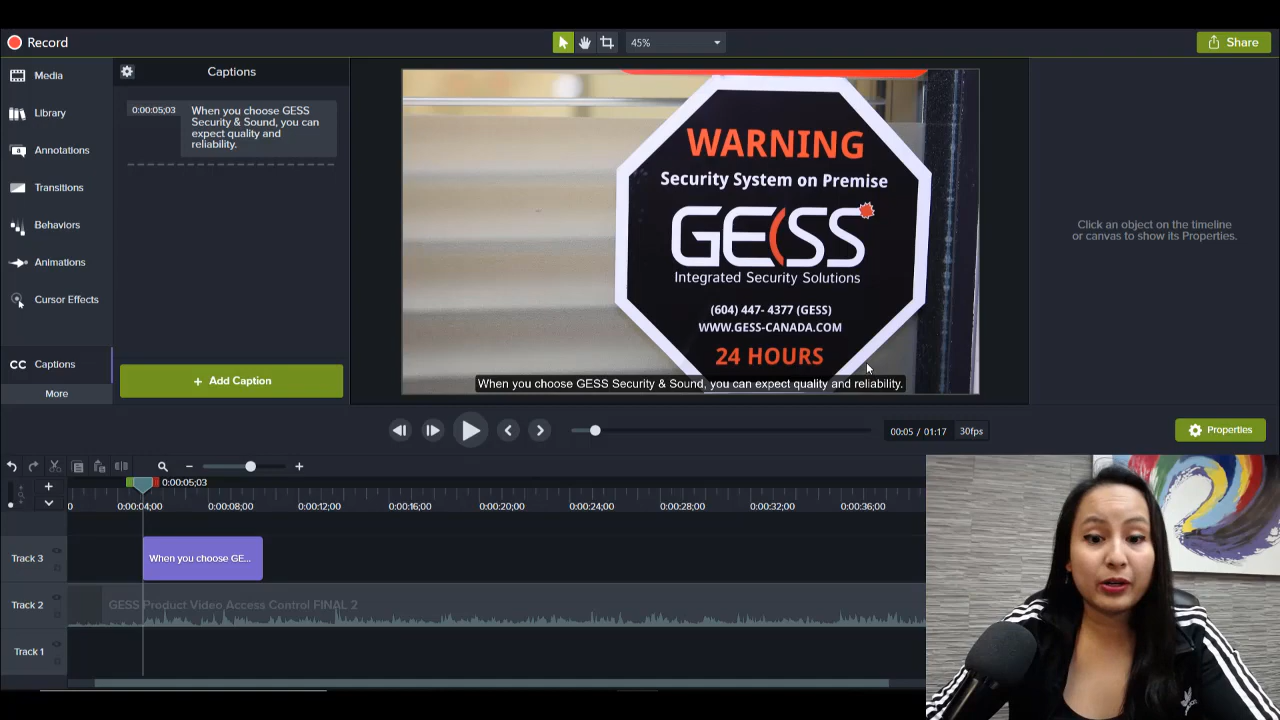 Record
45%
Share
Media
Library
Annotations
Transitions
Behaviors
Animations
Cursor Effects
CC Captions
More
Captions
0:00:05;03
When you choose GESS
Security & Sound, you can
expect quality and
reliability.
+ Add Caption
WARNING
Security System on Premise
GESS
Integrated Security Solutions
(604) 447- 4377 (GESS)
WWW.GESS-CANADA.COM
24 HOURS
When you choose GESS Security & Sound, you can expect quality and reliability.
Click an object on the timeline
or canvas to show its Properties.
00:05 / 01:17 30fps
Properties
0:00:05;03
0 0:00:04;00 0:00:08;00 0:00:12;00 0:00:16;00 0:00:20;00 0:00:24;00 0:00:28;00 0:00:32;00 0:00:36;00
Track 3
When you choose GE...
Track 2
GESS Product Video Access Control FINAL 2
Track 1